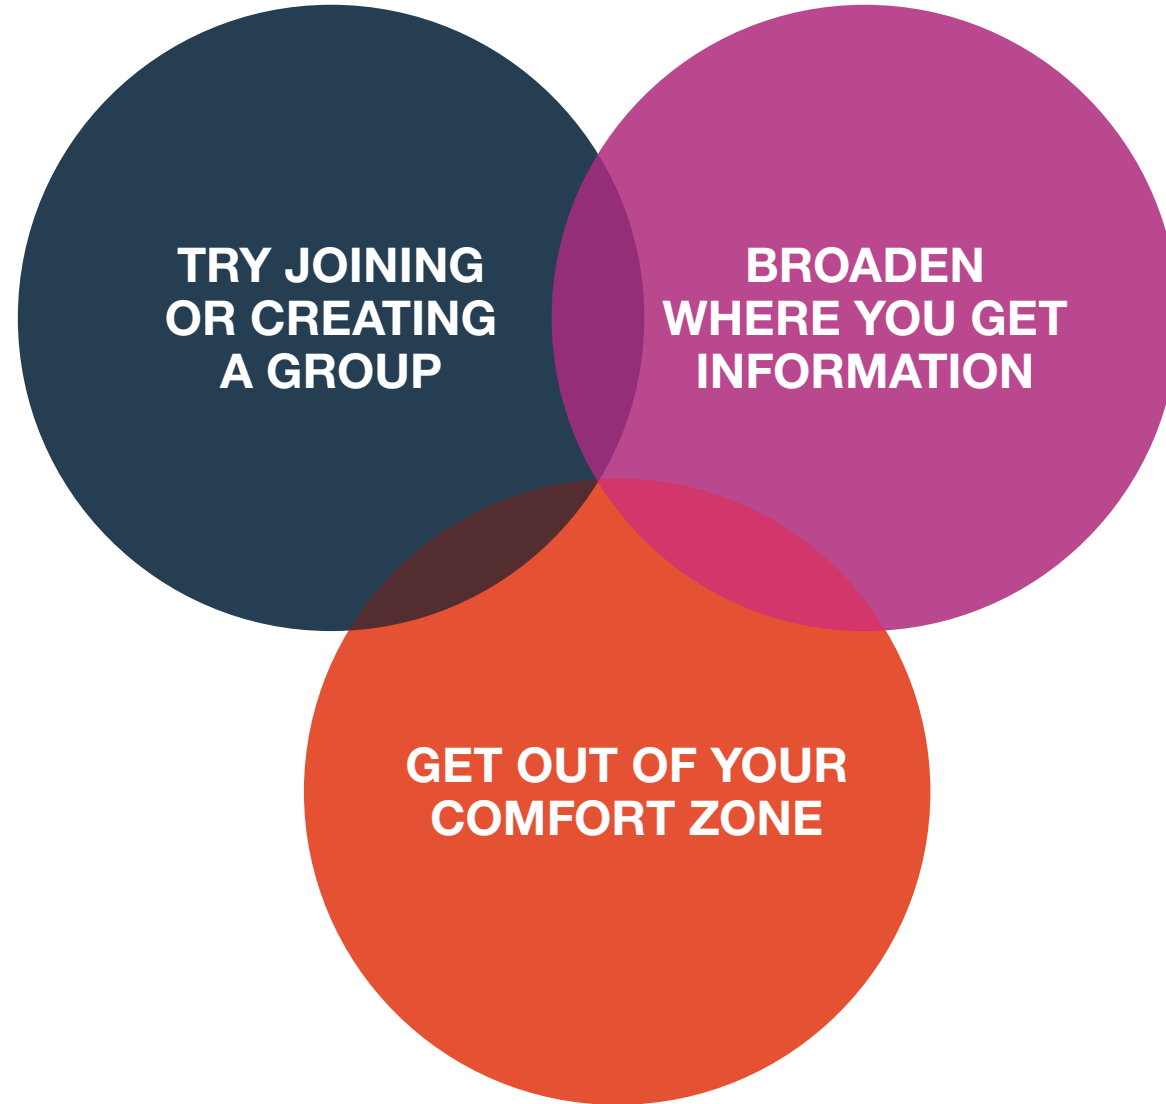 TRY JOINING
OR CREATING
A GROUP
BROADEN
WHERE YOU GET
INFORMATION
GET OUT OF YOUR
COMFORT ZONE